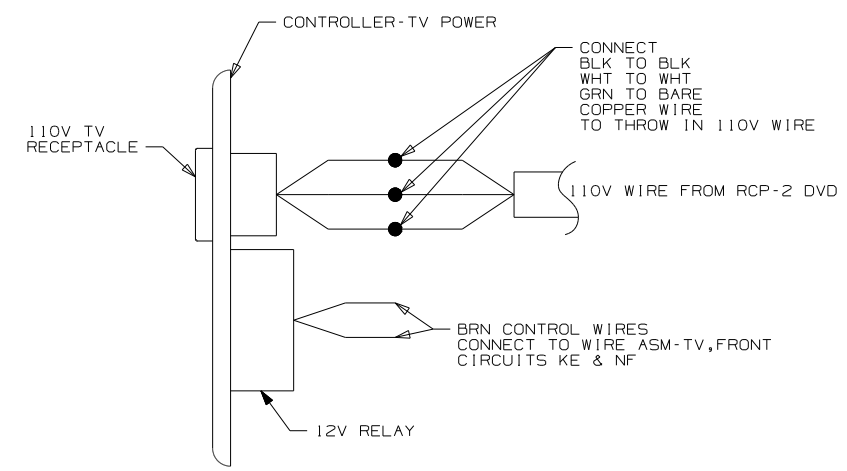 CONTROLLER-TV POWER
CONNECT
BLK TO BLK
WHT TO WHT
GRN TO BARE
COPPER WIRE
TO THROW IN 110V WIRE
110V TV
RECEPTACLE
110V WIRE FROM RCP-2 DVD
BRN CONTROL WIRES
CONNECT TO WIRE ASM-TV,FRONT
CIRCUITS KE & NF
12V RELAY